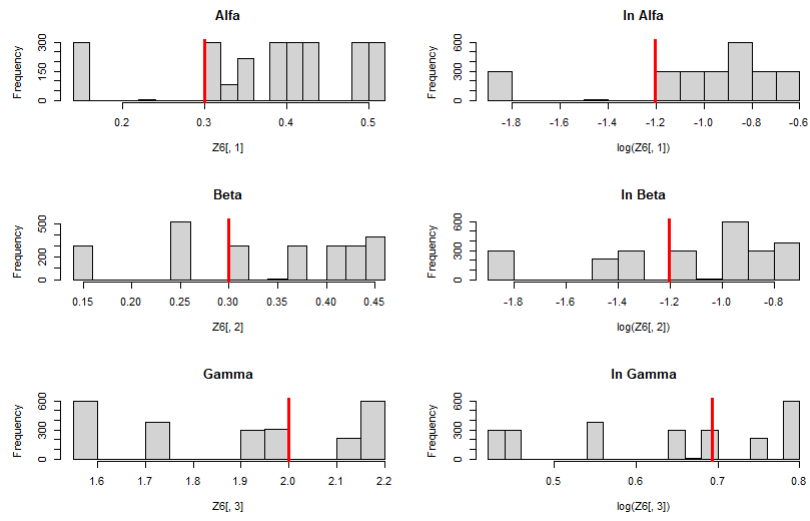 Alfa
Frequency
0 150 300
0.2 0.3 0.4 0.5
Z6[, 1]
ln Alfa
Frequency
0 300 600
-1.8 -1.6 -1.4 -1.2 -1.0 -0.8 -0.6
log(Z6[, 1])
Beta
Frequency
0 200 500
0.15 0.20 0.25 0.30 0.35 0.40 0.45
Z6[, 2]
ln Beta
Frequency
0 300 600
-1.8 -1.6 -1.4 -1.2 -1.0 -0.8
log(Z6[, 2])
Gamma
Frequency
0 300 600
1.6 1.7 1.8 1.9 2.0 2.1 2.2
Z6[, 3]
ln Gamma
Frequency
0 300 600
0.5 0.6 0.7 0.8
log(Z6[, 3])